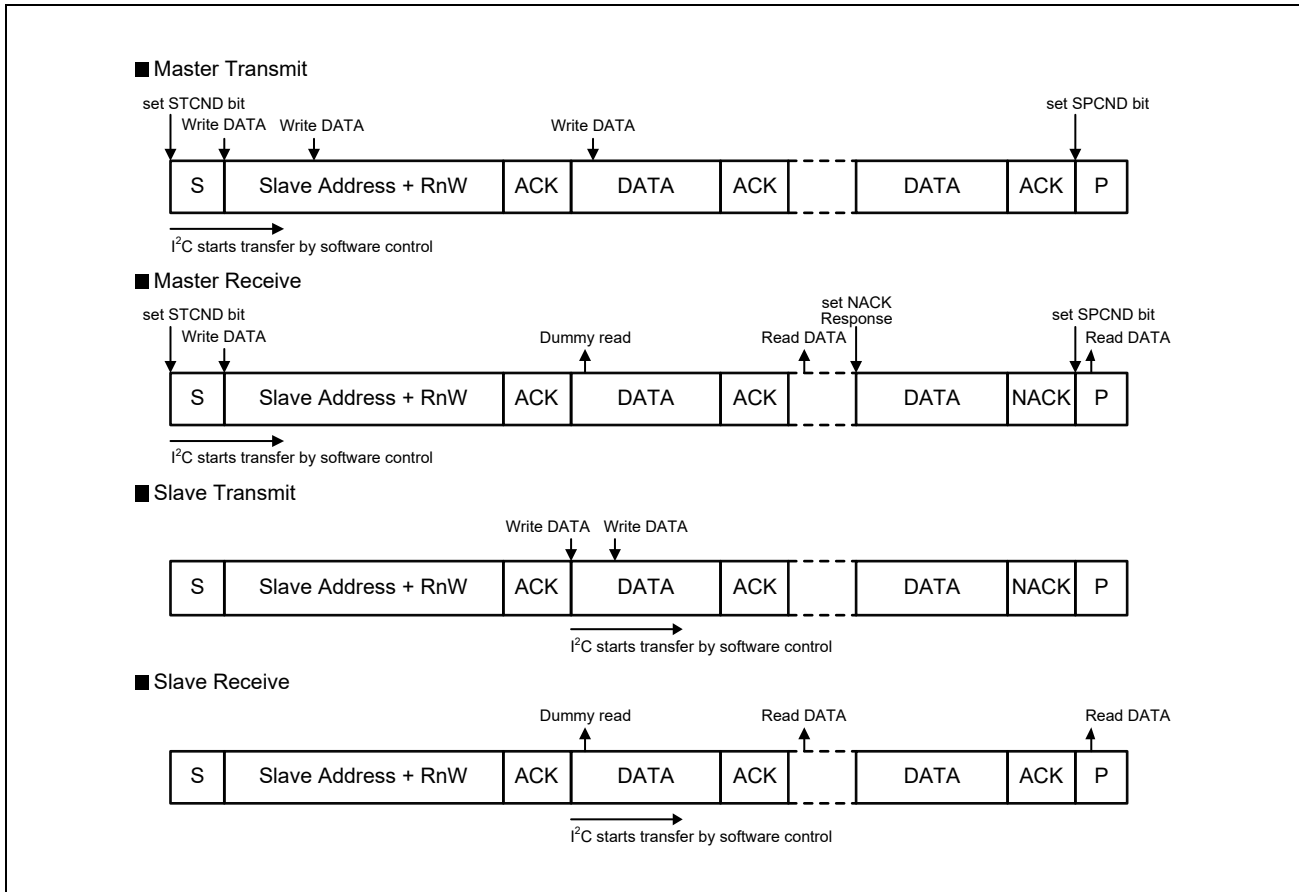 ■ Master Transmit
set STCND bit
set SPCND bit
Write DATA Write DATA Write DATA
S Slave Address + RnW ACK DATA ACK DATA ACK P
I²C starts transfer by software control
■ Master Receive
set STCND bit
set NACK
Response
set SPCND bit
Write DATA Dummy read Read DATA Read DATA
S Slave Address + RnW ACK DATA ACK DATA NACK P
I²C starts transfer by software control
■ Slave Transmit
Write DATA Write DATA
S Slave Address + RnW ACK DATA ACK DATA NACK P
I²C starts transfer by software control
■ Slave Receive
Dummy read Read DATA Read DATA
S Slave Address + RnW ACK DATA ACK DATA ACK P
I²C starts transfer by software control